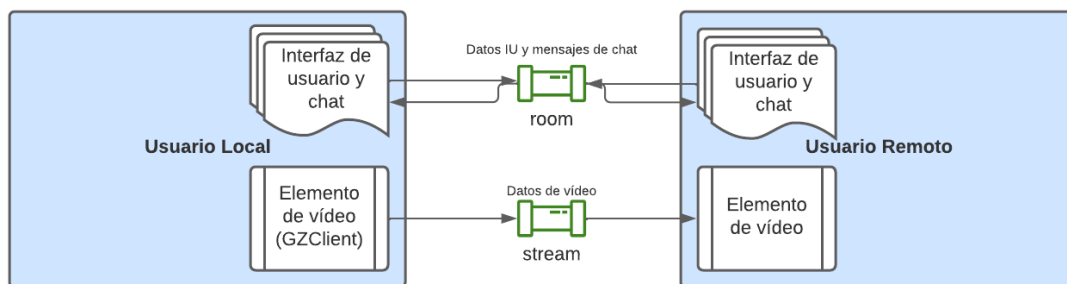 Datos IU y mensajes de chat
Interfaz de
usuario y
chat
room
Interfaz de
usuario y
chat
Usuario Local
Usuario Remoto
Elemento
de vídeo
(GZClient)
Datos de vídeo
stream
Elemento
de vídeo